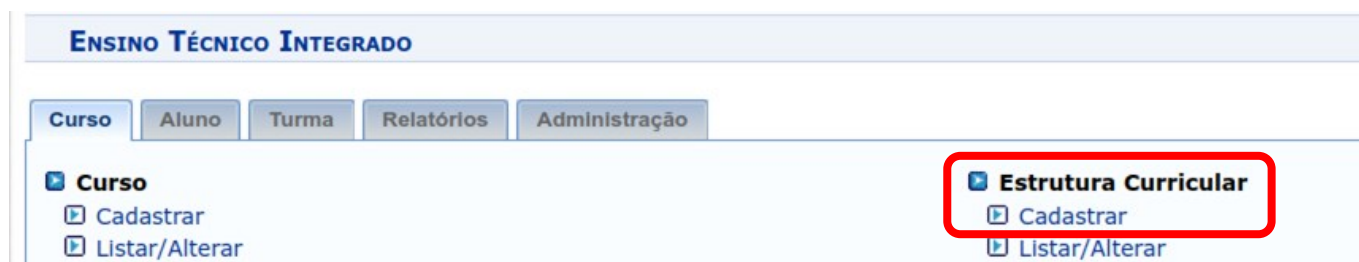 ENSINO TÉCNICO INTEGRADO
Curso Aluno Turma Relatórios Administração
Curso
Cadastrar
Listar/Alterar
Estrutura Curricular
Cadastrar
Listar/Alterar